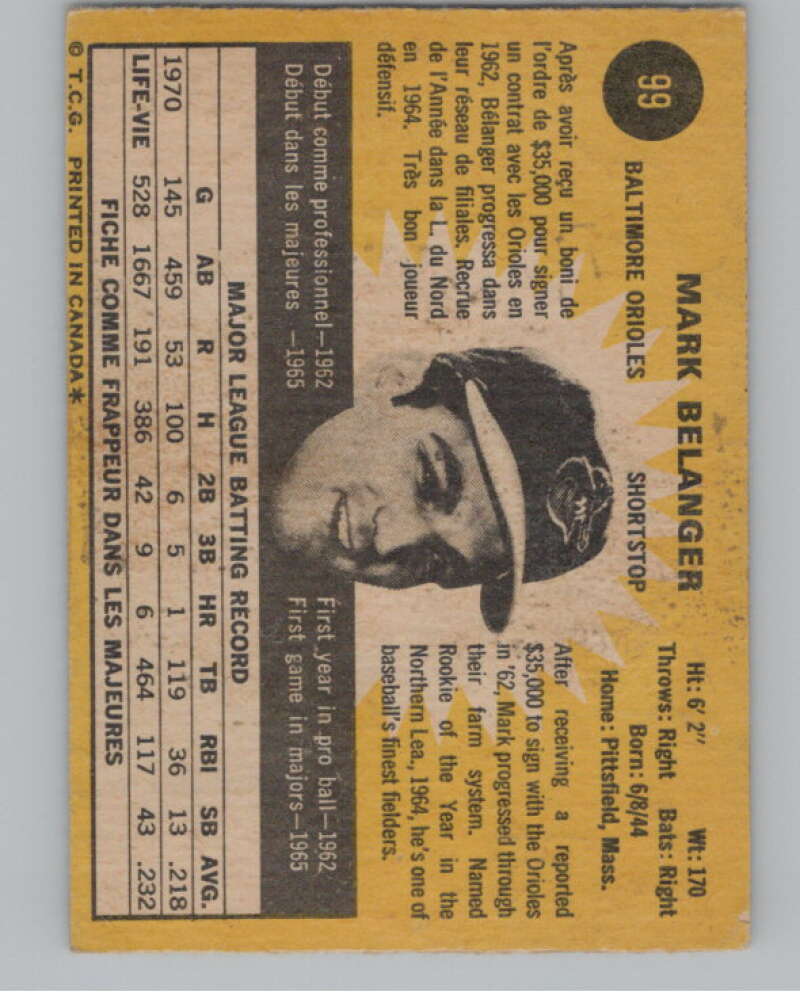 99
MARK BELANGER
BALTIMORE ORIOLES SHORTSTOP
Ht: 6' 2" Wt: 170
Throws: Right Bats: Right
Born: 6/8/44
Home: Pittsfield, Mass.
Après avoir reçu un boni de
l'ordre de $35,000 pour signer
un contrat avec les Orioles en
1962, Bélanger progressa dans
leur réseau de filiales. Recrue
de l'Année dans la L. du Nord
en 1964. Très bon joueur
défensif.
After receiving a reported
$35,000 to sign with the Orioles
in '62, Mark progressed through
their farm system. Named
Rookie of the Year in the
Northern Lea., 1964, he's one of
baseball's finest fielders.
Début comme professionnel—1962
Début dans les majeures —1965
First year in pro ball—1962
First game in majors—1965
MAJOR LEAGUE BATTING RECORD
G AB R H 2B 3B HR TB RBI SB AVG.
1970 145 459 53 100 6 5 1 119 36 13 .218
LIFE-VIE 528 1667 191 386 42 9 6 464 117 43 .232
FICHE COMME FRAPPEUR DANS LES MAJEURES
© T.C.G. PRINTED IN CANADA*